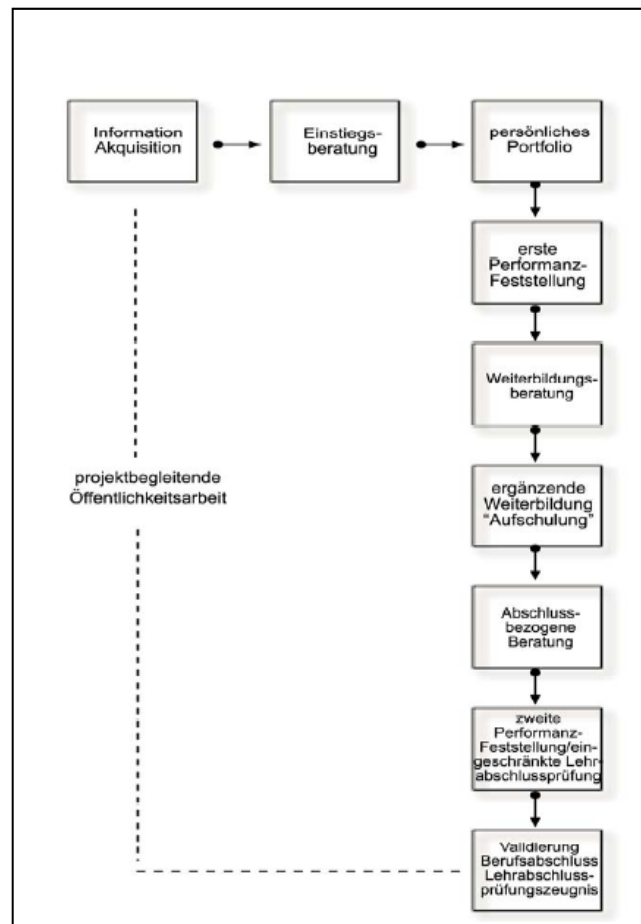 Information
Akquisition
Einstiegs-
beratung
persönliches
Portfolio
erste
Performanz-
Feststellung
Weiterbildungs-
beratung
ergänzende
Weiterbildung
"Aufschulung"
projektbegleitende
Öffentlichkeitsarbeit
Abschluss-
bezogene
Beratung
zweite
Performanz-
Feststellung/ein-
geschränkte Lehr-
abschlussprüfung
Validierung
Berufsabschluss
Lehrabschluss-
prüfungszeugnis